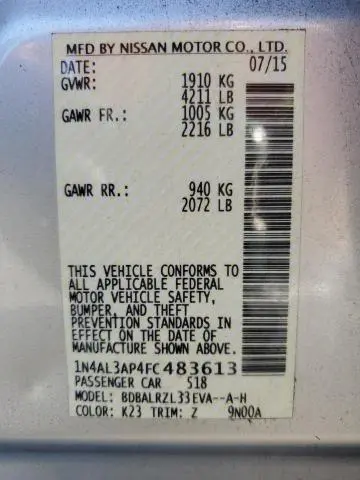 MFD BY NISSAN MOTOR CO., LTD.
DATE: 07/15
GVWR: 1910 KG
4211 LB
GAWR FR.: 1005 KG
2216 LB
GAWR RR.: 940 KG
2072 LB
THIS VEHICLE CONFORMS TO
ALL APPLICABLE FEDERAL
MOTOR VEHICLE SAFETY,
BUMPER, AND THEFT
PREVENTION STANDARDS IN
EFFECT ON THE DATE OF
MANUFACTURE SHOWN ABOVE.
1N4AL3AP4FC483613
PASSENGER CAR 518
MODEL: BDBALRZL33EVA--A-H
COLOR: K23 TRIM: Z 9N00A